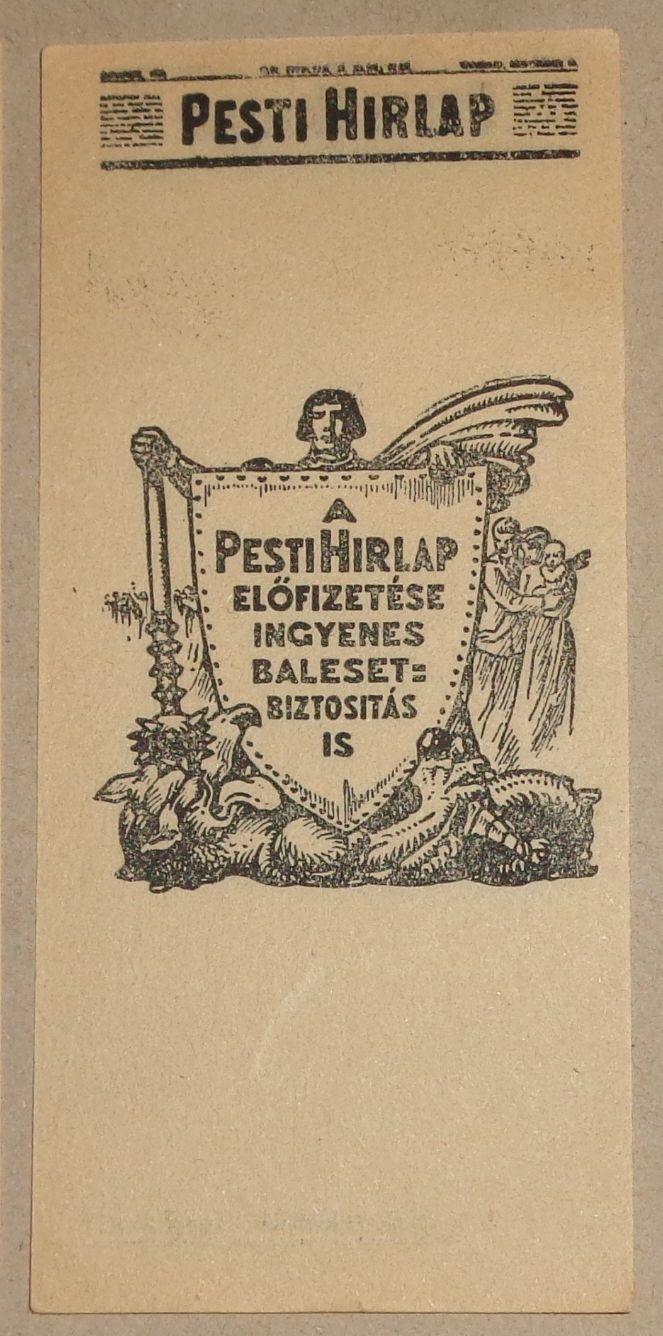 PESTI HIRLAP
A
PESTI HIRLAP
ELŐFIZETÉSE
INGYENES
BALESET=
BIZTOSITÁS
IS